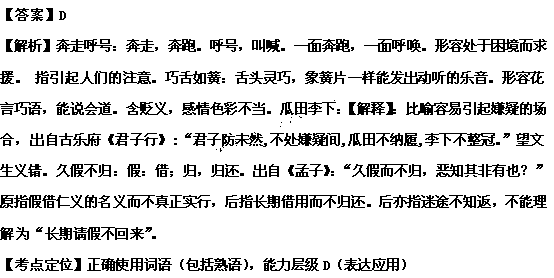 【答案】D
【解析】奔走呼号：奔走，奔跑。呼号，叫喊。一面奔跑，一面呼唤。形容处于困境而求
援。 指引起人们的注意。巧舌如簧：舌头灵巧，象簧片一样能发出动听的乐音。形容花
言巧语，能说会道。含贬义，感情色彩不当。瓜田李下：【解释】：比喻容易引起嫌疑的场
合，出自古乐府《君子行》：“君子防未然,不处嫌疑间,瓜田不纳履,李下不整冠。”望文
生义错。久假不归：假：借；归，归还。出自《孟子》：“久假而不归，恶知其非有也？”
原指假借仁义的名义而不真正实行，后指长期借用而不归还。后亦指迷途不知返，不能理
解为“长期请假不回来”。
【考点定位】正确使用词语（包括熟语），能力层级 D（表达应用）